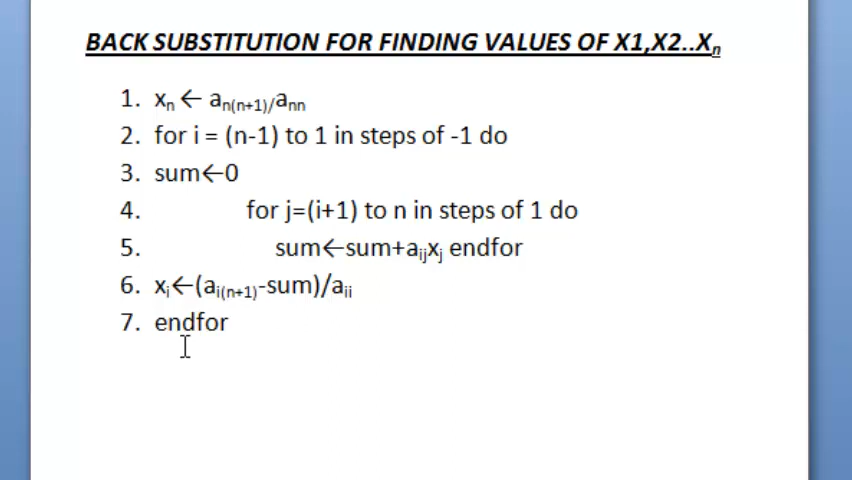 BACK SUBSTITUTION FOR FINDING VALUES OF X1,X2..Xn
1. xn ← an(n+1)/ann
2. for i = (n-1) to 1 in steps of -1 do
3. sum←0
4. for j=(i+1) to n in steps of 1 do
5. sum←sum+aijxj endfor
6. xi←(ai(n+1)-sum)/aii
7. endfor